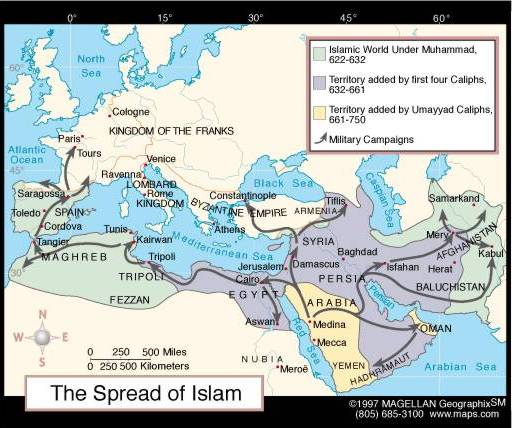 0° 15° 30° 45° 60°
North
Sea
60°
Islamic World Under Muhammad,
622-632
Territory added by first four Caliphs,
632-661
Territory added by Umayyad Caliphs,
661-750
Military Campaigns
Cologne
KINGDOM OF THE FRANKS
Paris
Tours
Atlantic
Ocean
45°
Venice
Ravenna
LOMBARD
KINGDOM
Rome
Black Sea
Caspian Sea
Constantinople
BYZANTINE EMPIRE
ARMENIA
Tiflis
Samarkand
Saragossa
Toledo
SPAIN
Cordova
Athens
Mediterranean Sea
Tangier
Tunis
Kairwan
MAGHREB
Tripoli
TRIPOLI
SYRIA
Baghdad
Damascus
Jerusalem
Isfahan
Merv
Herat
AFGHANISTAN
Kabul
30°
FEZZAN
Cairo
EGYPT
PERSIA
BALUCHISTAN
Persian
ARABIA
Aswan
Medina
Mecca
Red Sea
OMAN
YEMEN
HADHRAMAUT
Arabian Sea
NUBIA
Meroë
N
W E
S
0 250 500 Miles
0 250 500 Kilometers
The Spread of Islam
©1997 MAGELLAN Geographix SM
(805) 685-3100 www.maps.com